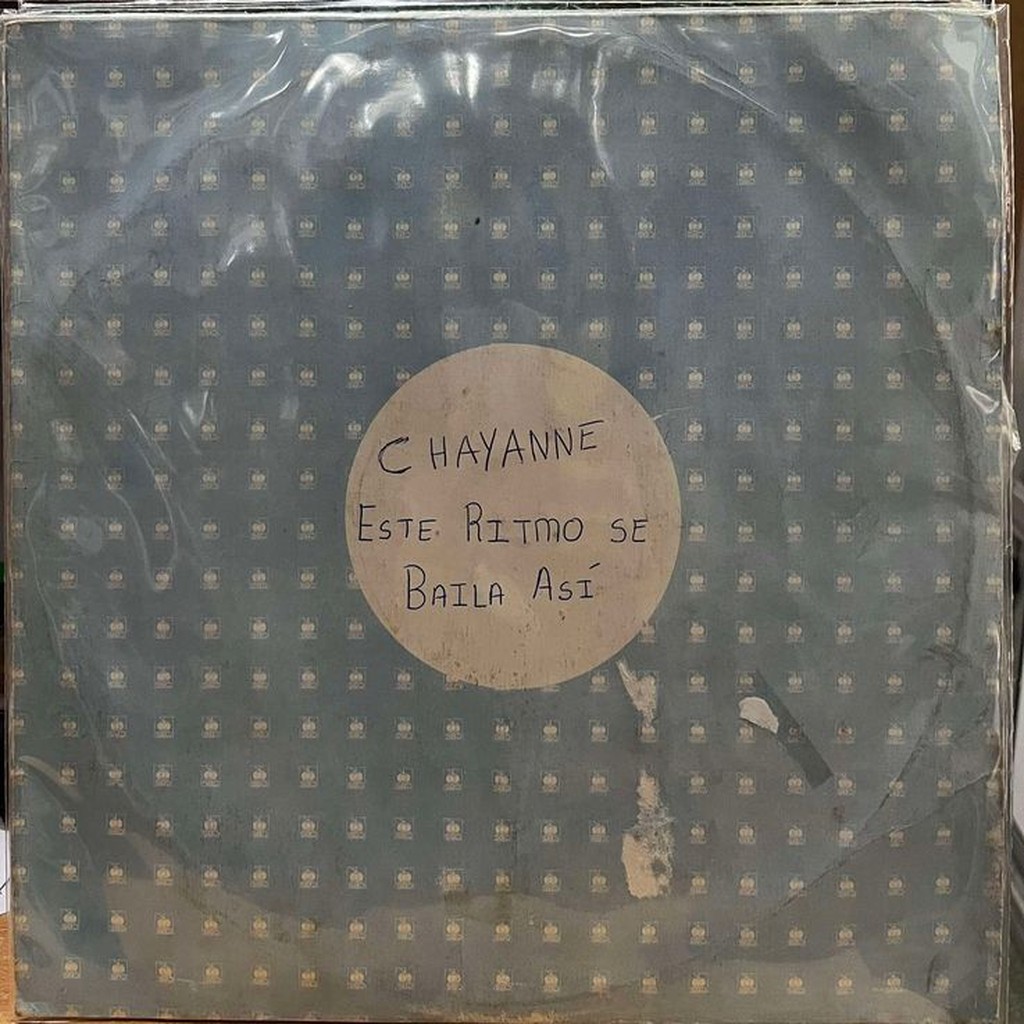 CHAYANNE
ESTE RITMO SE
BAILA ASÍ